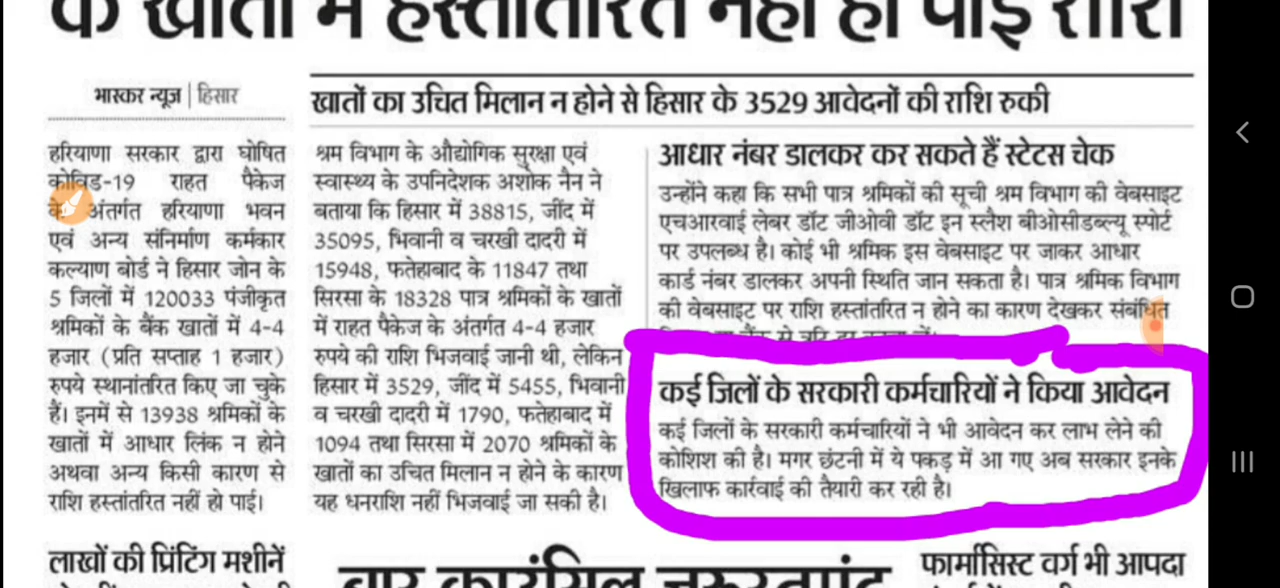 के खातों में हस्तांतरित नहीं हो पाई राशि
भास्कर न्यूज | हिसार
खातों का उचित मिलान न होने से हिसार के 3529 आवेदनों की राशि रुकी
हरियाणा सरकार द्वारा घोषित
कोविड-19 राहत पैकेज
के अंतर्गत हरियाणा भवन
एवं अन्य संनिर्माण कर्मकार
कल्याण बोर्ड ने हिसार जोन के
5 जिलों में 120033 पंजीकृत
श्रमिकों के बैंक खातों में 4-4
हजार (प्रति सप्ताह 1 हजार)
रुपये स्थानांतरित किए जा चुके
हैं। इनमें से 13938 श्रमिकों के
खातों में आधार लिंक न होने
अथवा अन्य किसी कारण से
राशि हस्तांतरित नहीं हो पाई।
श्रम विभाग के औद्योगिक सुरक्षा एवं
स्वास्थ्य के उपनिदेशक अशोक नैन ने
बताया कि हिसार में 38815, जींद में
35095, भिवानी व चरखी दादरी में
15948, फतेहाबाद के 11847 तथा
सिरसा के 18328 पात्र श्रमिकों के खातों
में राहत पैकेज के अंतर्गत 4-4 हजार
रुपये की राशि भिजवाई जानी थी, लेकिन
हिसार में 3529, जींद में 5455, भिवानी
व चरखी दादरी में 1790, फतेहाबाद में
1094 तथा सिरसा में 2070 श्रमिकों के
खातों का उचित मिलान न होने के कारण
यह धनराशि नहीं भिजवाई जा सकी है।
आधार नंबर डालकर कर सकते हैं स्टेटस चेक
उन्होंने कहा कि सभी पात्र श्रमिकों की सूची श्रम विभाग की वेबसाइट
एचआरवाई लेबर डॉट जीओवी डॉट इन स्लैश बीओसीडब्ल्यू स्पोर्ट
पर उपलब्ध है। कोई भी श्रमिक इस वेबसाइट पर जाकर आधार
कार्ड नंबर डालकर अपनी स्थिति जान सकता है। पात्र श्रमिक विभाग
की वेबसाइट पर राशि हस्तांतरित न होने का कारण देखकर संबंधित
कई जिलों के सरकारी कर्मचारियों ने किया आवेदन
कई जिलों के सरकारी कर्मचारियों ने भी आवेदन कर लाभ लेने की
कोशिश की है। मगर छंटनी में ये पकड़ में आ गए अब सरकार इनके
खिलाफ कार्रवाई की तैयारी कर रही है।
लाखों की प्रिंटिंग मशीनें
बार काउंसिल जरूरतमंद
फार्मासिस्ट वर्ग भी आपदा